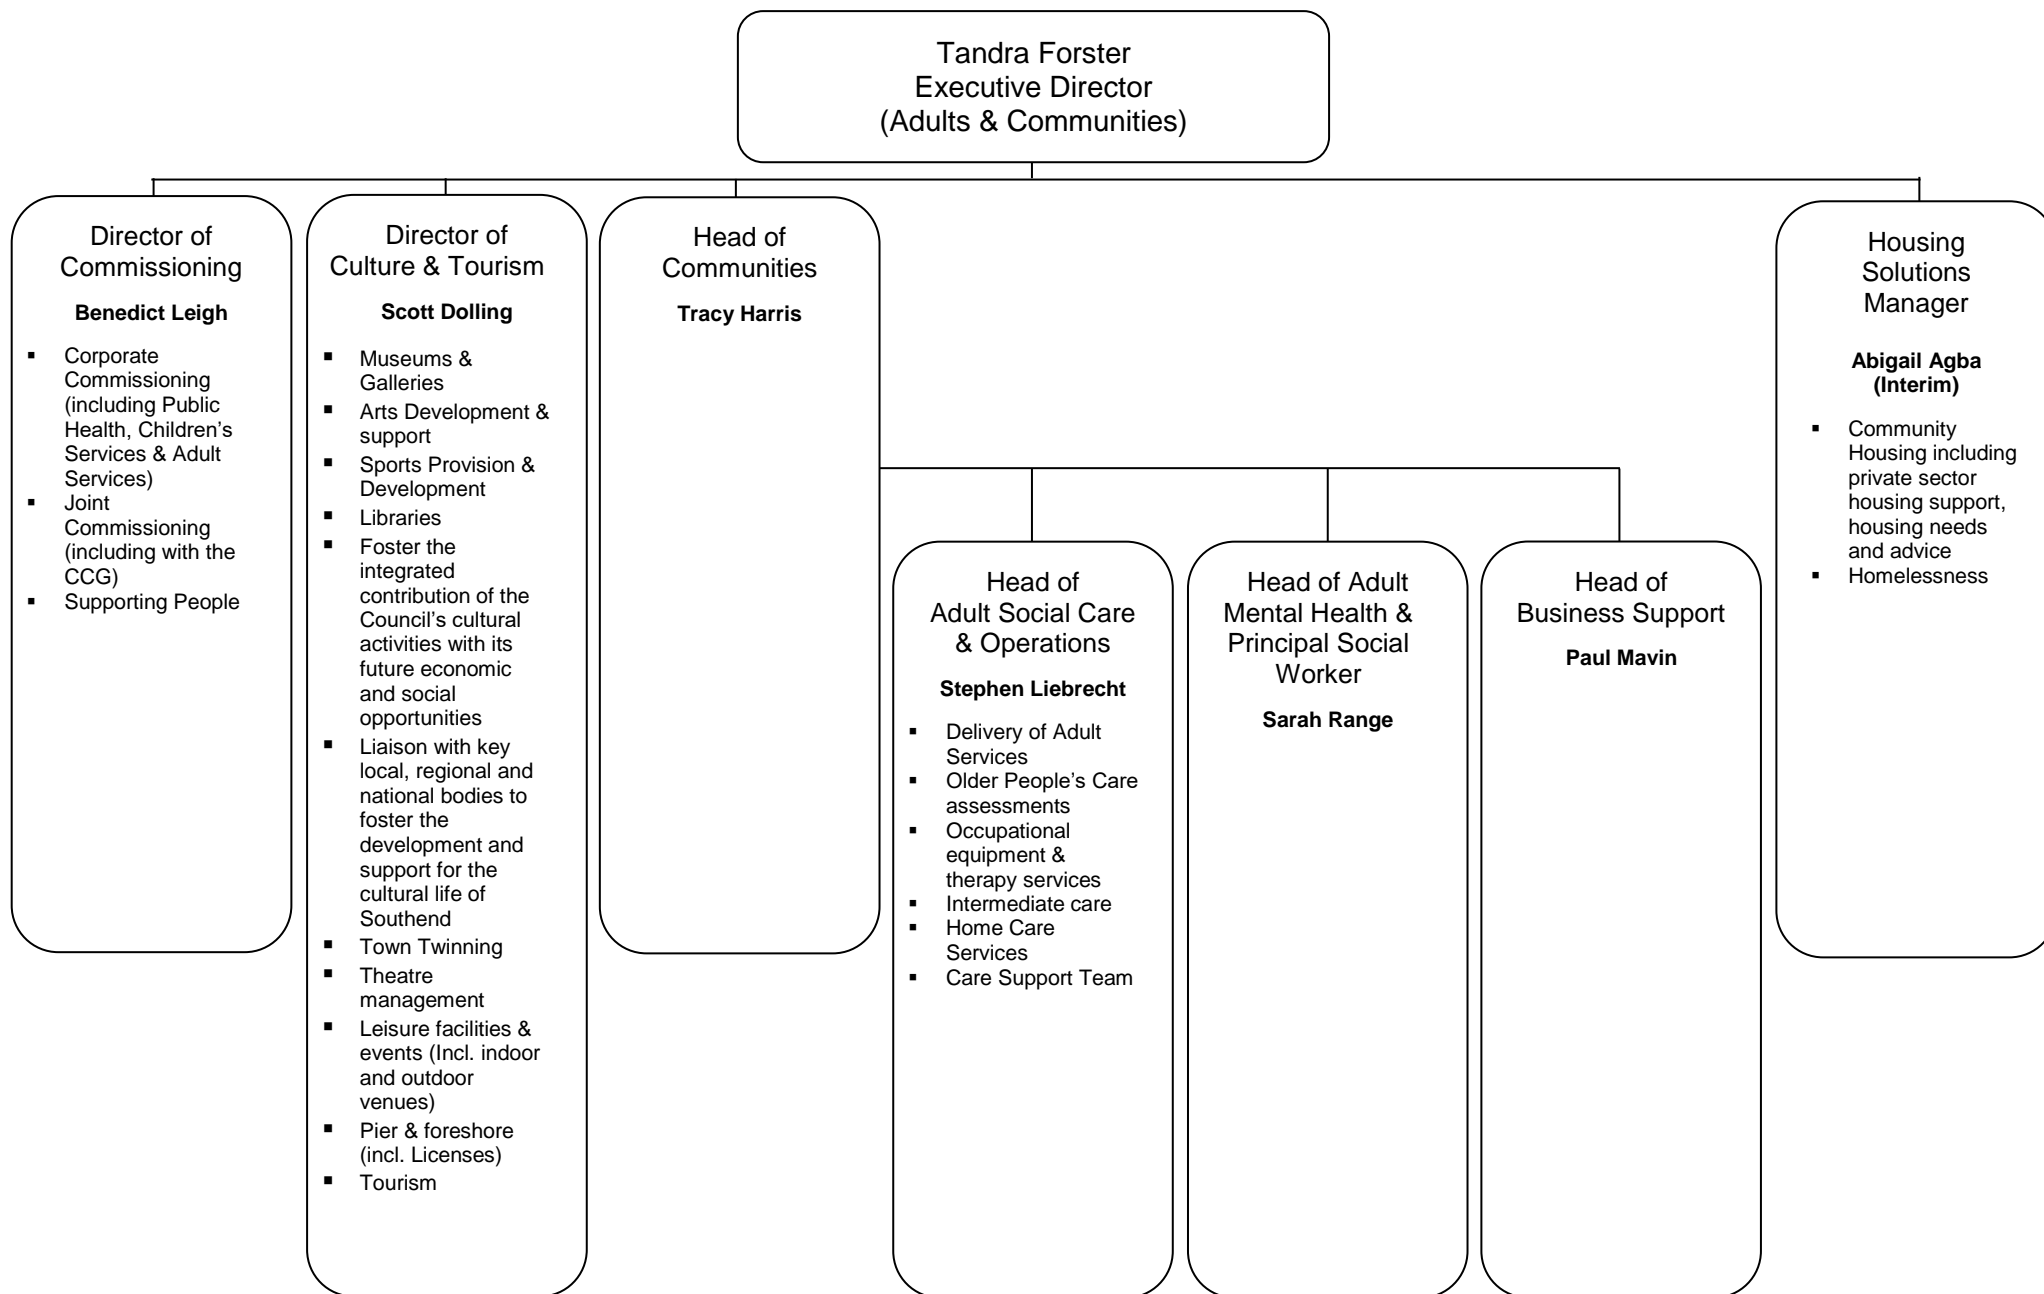 Tandra Forster
Executive Director
(Adults & Communities)
Director of
Commissioning
Benedict Leigh
▪ Corporate
Commissioning
(including Public
Health, Children’s
Services & Adult
Services)
▪ Joint
Commissioning
(including with the
CCG)
▪ Supporting People
Director of
Culture & Tourism
Scott Dolling
▪ Museums &
Galleries
▪ Arts Development &
support
▪ Sports Provision &
Development
▪ Libraries
▪ Foster the
integrated
contribution of the
Council’s cultural
activities with its
future economic
and social
opportunities
▪ Liaison with key
local, regional and
national bodies to
foster the
development and
support for the
cultural life of
Southend
▪ Town Twinning
▪ Theatre
management
▪ Leisure facilities &
events (Incl. indoor
and outdoor
venues)
▪ Pier & foreshore
(incl. Licenses)
▪ Tourism
Head of
Communities
Tracy Harris
Head of
Adult Social Care
& Operations
Stephen Liebrecht
▪ Delivery of Adult
Services
▪ Older People’s Care
assessments
▪ Occupational
equipment &
therapy services
▪ Intermediate care
▪ Home Care
Services
▪ Care Support Team
Head of Adult
Mental Health &
Principal Social
Worker
Sarah Range
Head of
Business Support
Paul Mavin
Housing
Solutions
Manager
Abigail Agba
(Interim)
▪ Community
Housing including
private sector
housing support,
housing needs
and advice
▪ Homelessness